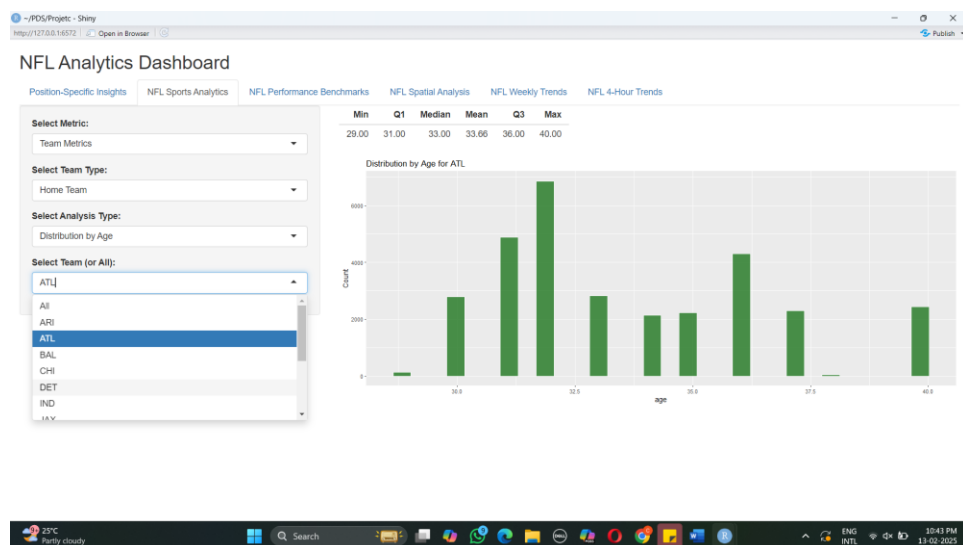 ~/PDS/Projetc - Shiny
http://127.0.0.1:6572 Open in Browser Publish
NFL Analytics Dashboard
Position-Specific Insights NFL Sports Analytics NFL Performance Benchmarks NFL Spatial Analysis NFL Weekly Trends NFL 4-Hour Trends
Select Metric:
Team Metrics
Select Team Type:
Home Team
Select Analysis Type:
Distribution by Age
Select Team (or All):
ATL
All
ARI
ATL
BAL
CHI
DET
IND
JAX
Min Q1 Median Mean Q3 Max
29.00 31.00 33.00 33.66 36.00 40.00
Distribution by Age for ATL
Count
6000
4000
2000
0
30.0 32.5 35.0 37.5 40.0
age
25°C
Partly cloudy
Search
ENG
INTL
10:43 PM
13-02-2025